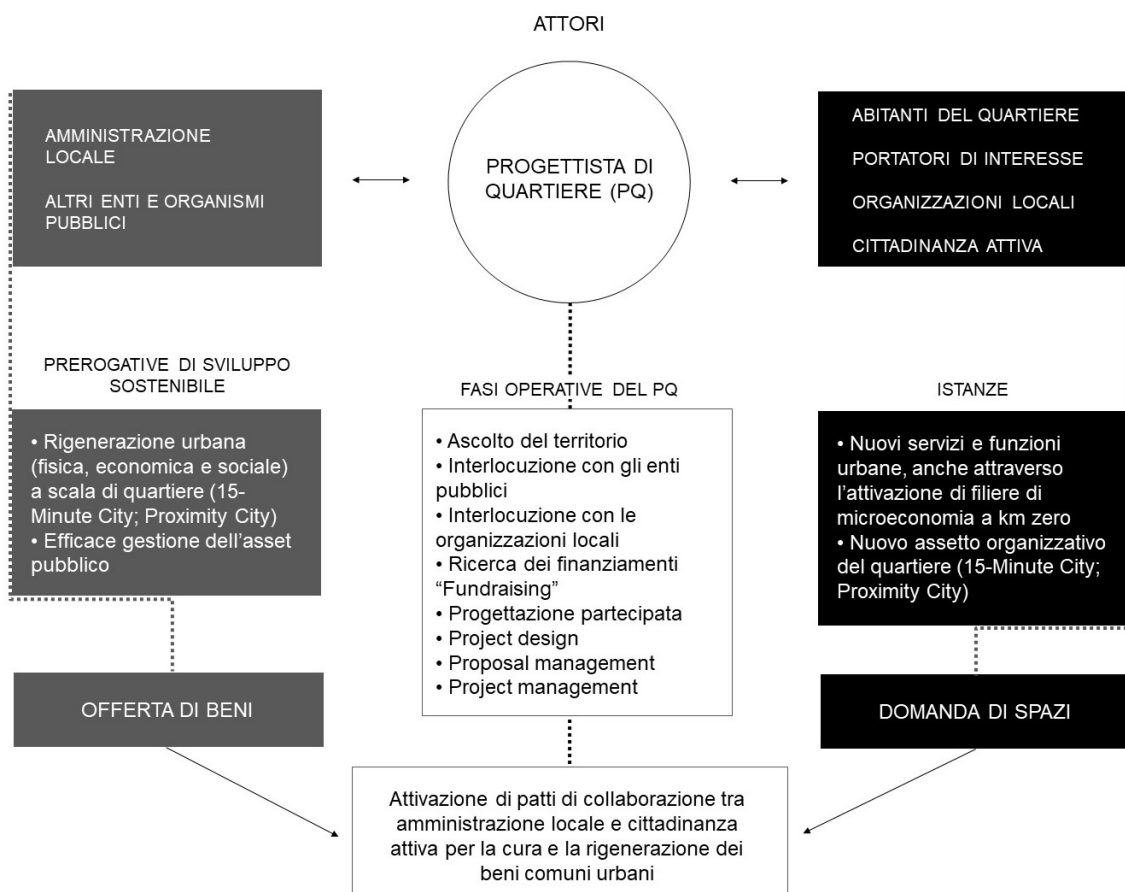 ATTORI
AMMINISTRAZIONE
LOCALE
ALTRI ENTI E ORGANISMI
PUBBLICI
PROGETTISTA DI
QUARTIERE (PQ)
ABITANTI DEL QUARTIERE
PORTATORI DI INTERESSE
ORGANIZZAZIONI LOCALI
CITTADINANZA ATTIVA
PREROGATIVE DI SVILUPPO
SOSTENIBILE
• Rigenerazione urbana
(fisica, economica e sociale)
a scala di quartiere (15-
Minute City; Proximity City)
• Efficace gestione dell’asset
pubblico
FASI OPERATIVE DEL PQ
• Ascolto del territorio
• Interlocuzione con gli enti
pubblici
• Interlocuzione con le
organizzazioni locali
• Ricerca dei finanziamenti
“Fundraising”
• Progettazione partecipata
• Project design
• Proposal management
• Project management
ISTANZE
• Nuovi servizi e funzioni
urbane, anche attraverso
l’attivazione di filiere di
microeconomia a km zero
• Nuovo assetto organizzativo
del quartiere (15-Minute City;
Proximity City)
OFFERTA DI BENI
DOMANDA DI SPAZI
Attivazione di patti di collaborazione tra
amministrazione locale e cittadinanza
attiva per la cura e la rigenerazione dei
beni comuni urbani